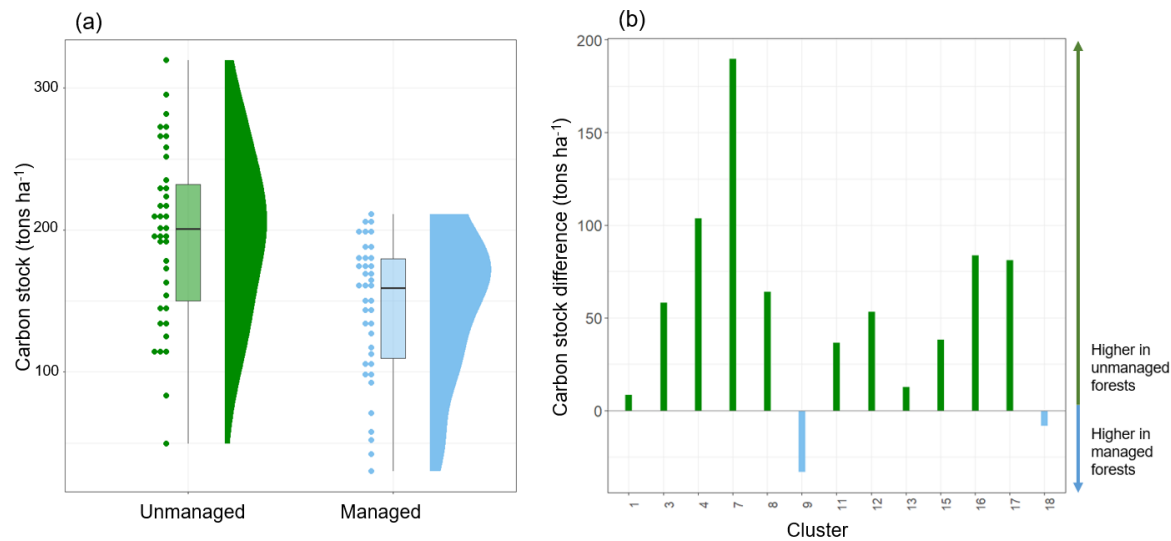 (a)
Carbon stock (tons ha⁻¹)
300
200
100
Unmanaged Managed
(b)
Carbon stock difference (tons ha⁻¹)
200
150
100
50
0
1 3 4 7 8 9 11 12 13 15 16 17 18
Cluster
Higher in
unmanaged
forests
Higher in
managed
forests